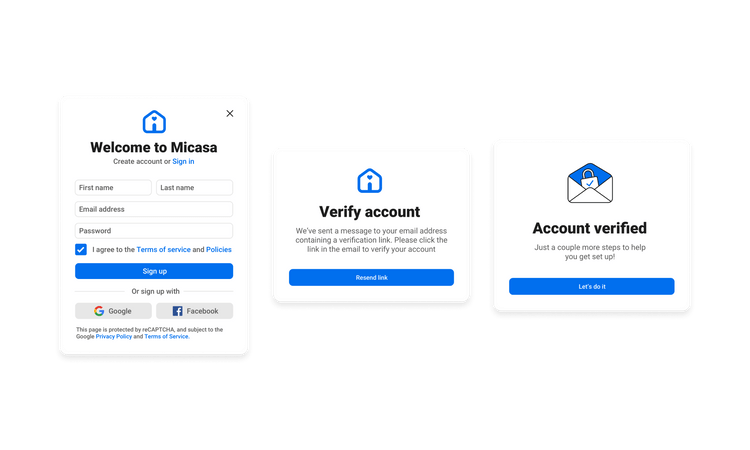 Welcome to Micasa
Create account or Sign in
First name
Last name
Email address
Password
I agree to the Terms of service and Policies
Sign up
Or sign up with
Google
Facebook
This page is protected by reCAPTCHA, and subject to the
Google Privacy Policy and Terms of Service.
Verify account
We've sent a message to your email address
containing a verification link. Please click the
link in the email to verify your account
Resend link
Account verified
Just a couple more steps to help
you get set up!
Let's do it